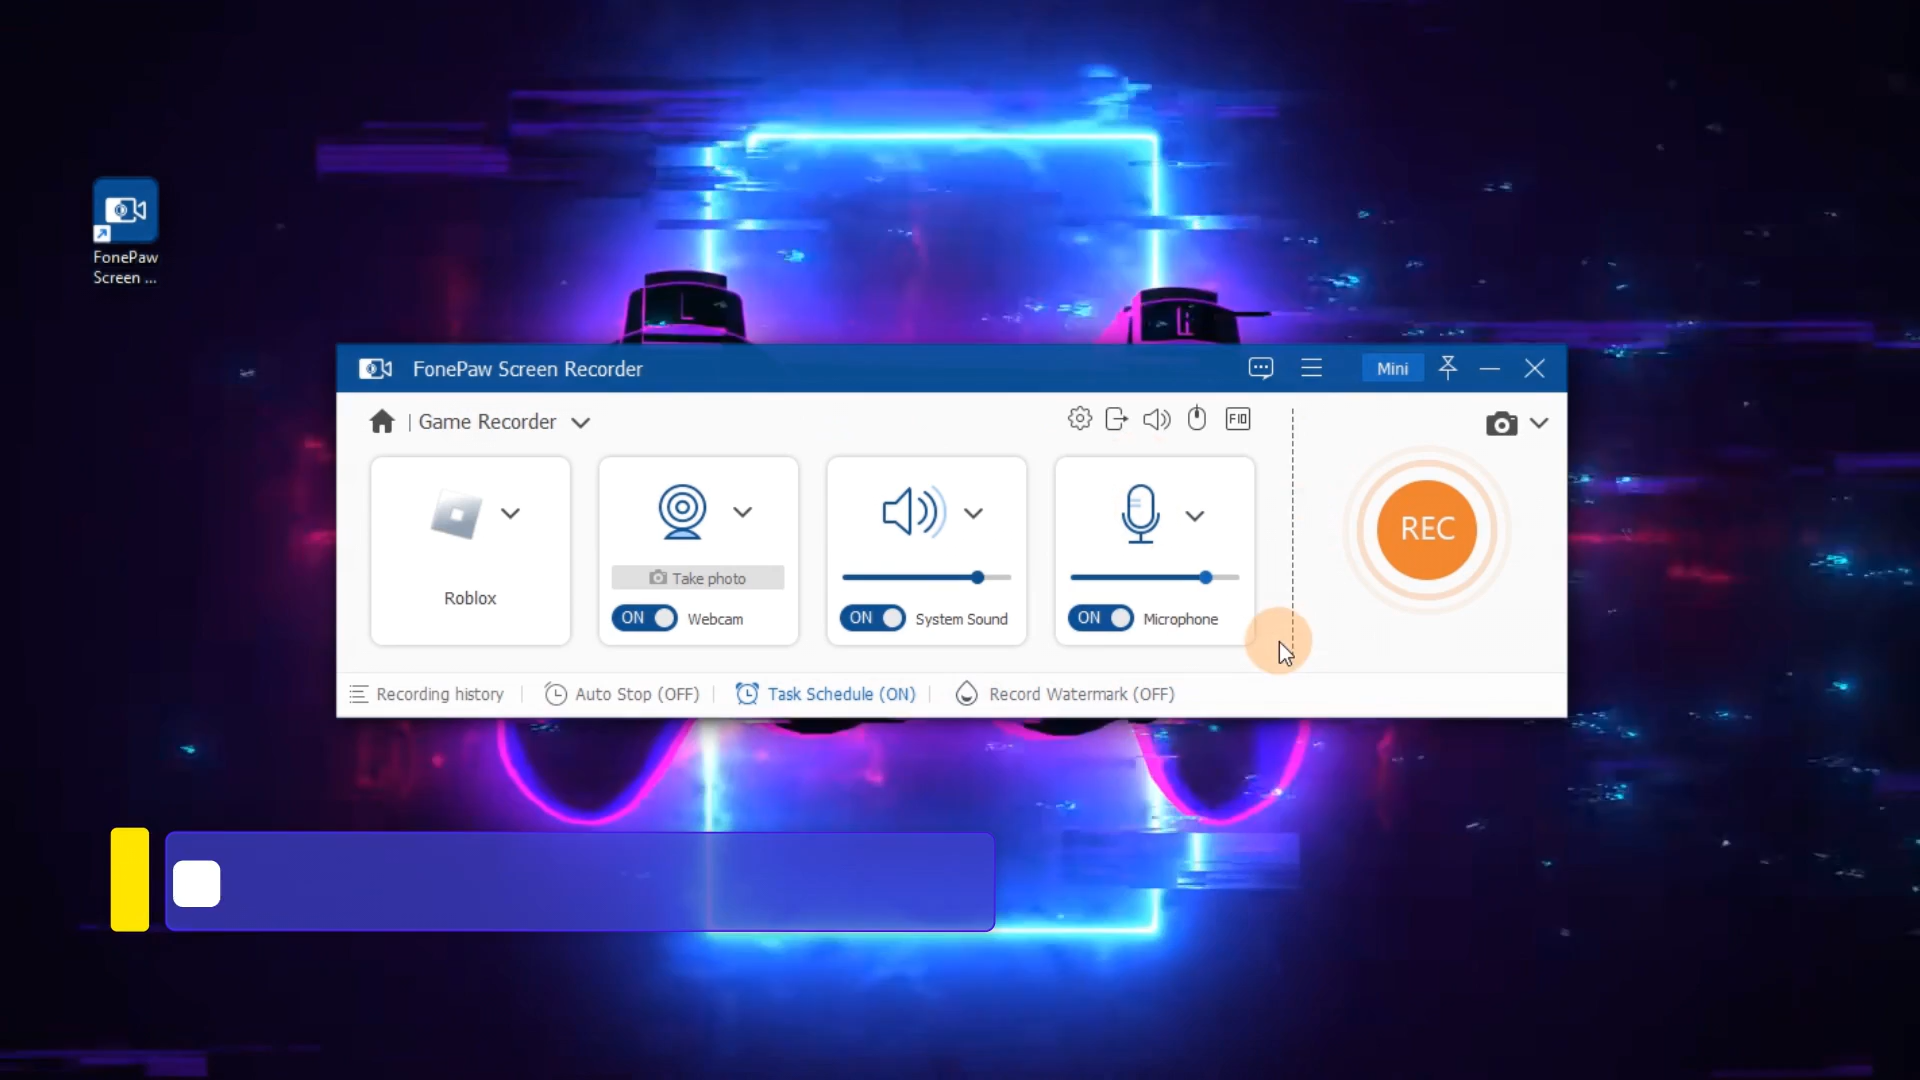 L
R
FonePaw
Screen ...
FonePaw Screen Recorder
Mini
| Game Recorder
F10
Roblox
Take photo
ON Webcam
ON System Sound
ON Microphone
REC
Recording history
Auto Stop (OFF)
Task Schedule (ON)
Record Watermark (OFF)